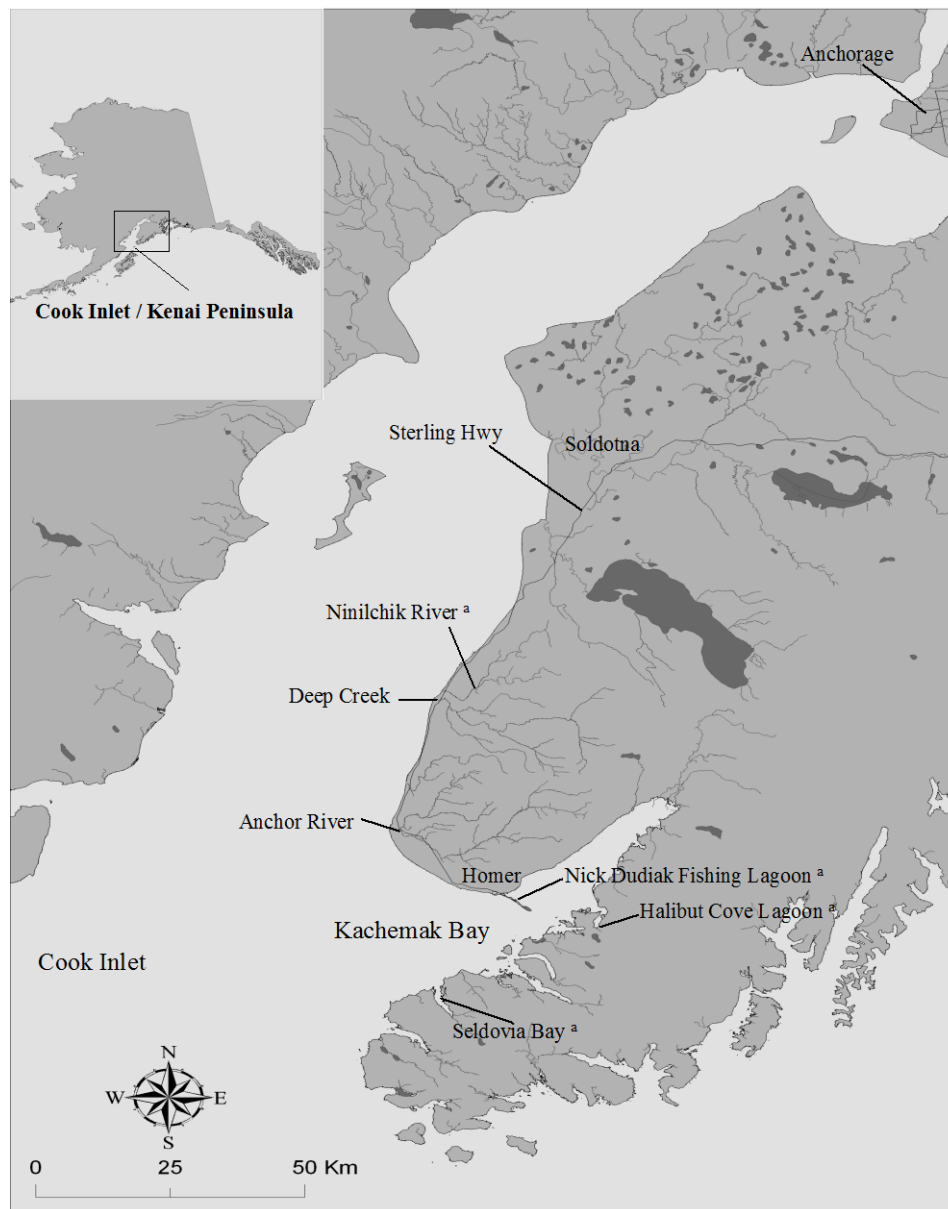 Anchorage
Cook Inlet / Kenai Peninsula
Sterling Hwy
Soldotna
Ninilchik River a
Deep Creek
Anchor River
Homer
Nick Dudiak Fishing Lagoon a
Halibut Cove Lagoon a
Kachemak Bay
Cook Inlet
Seldovia Bay a
N
W E
S
0 25 50 Km